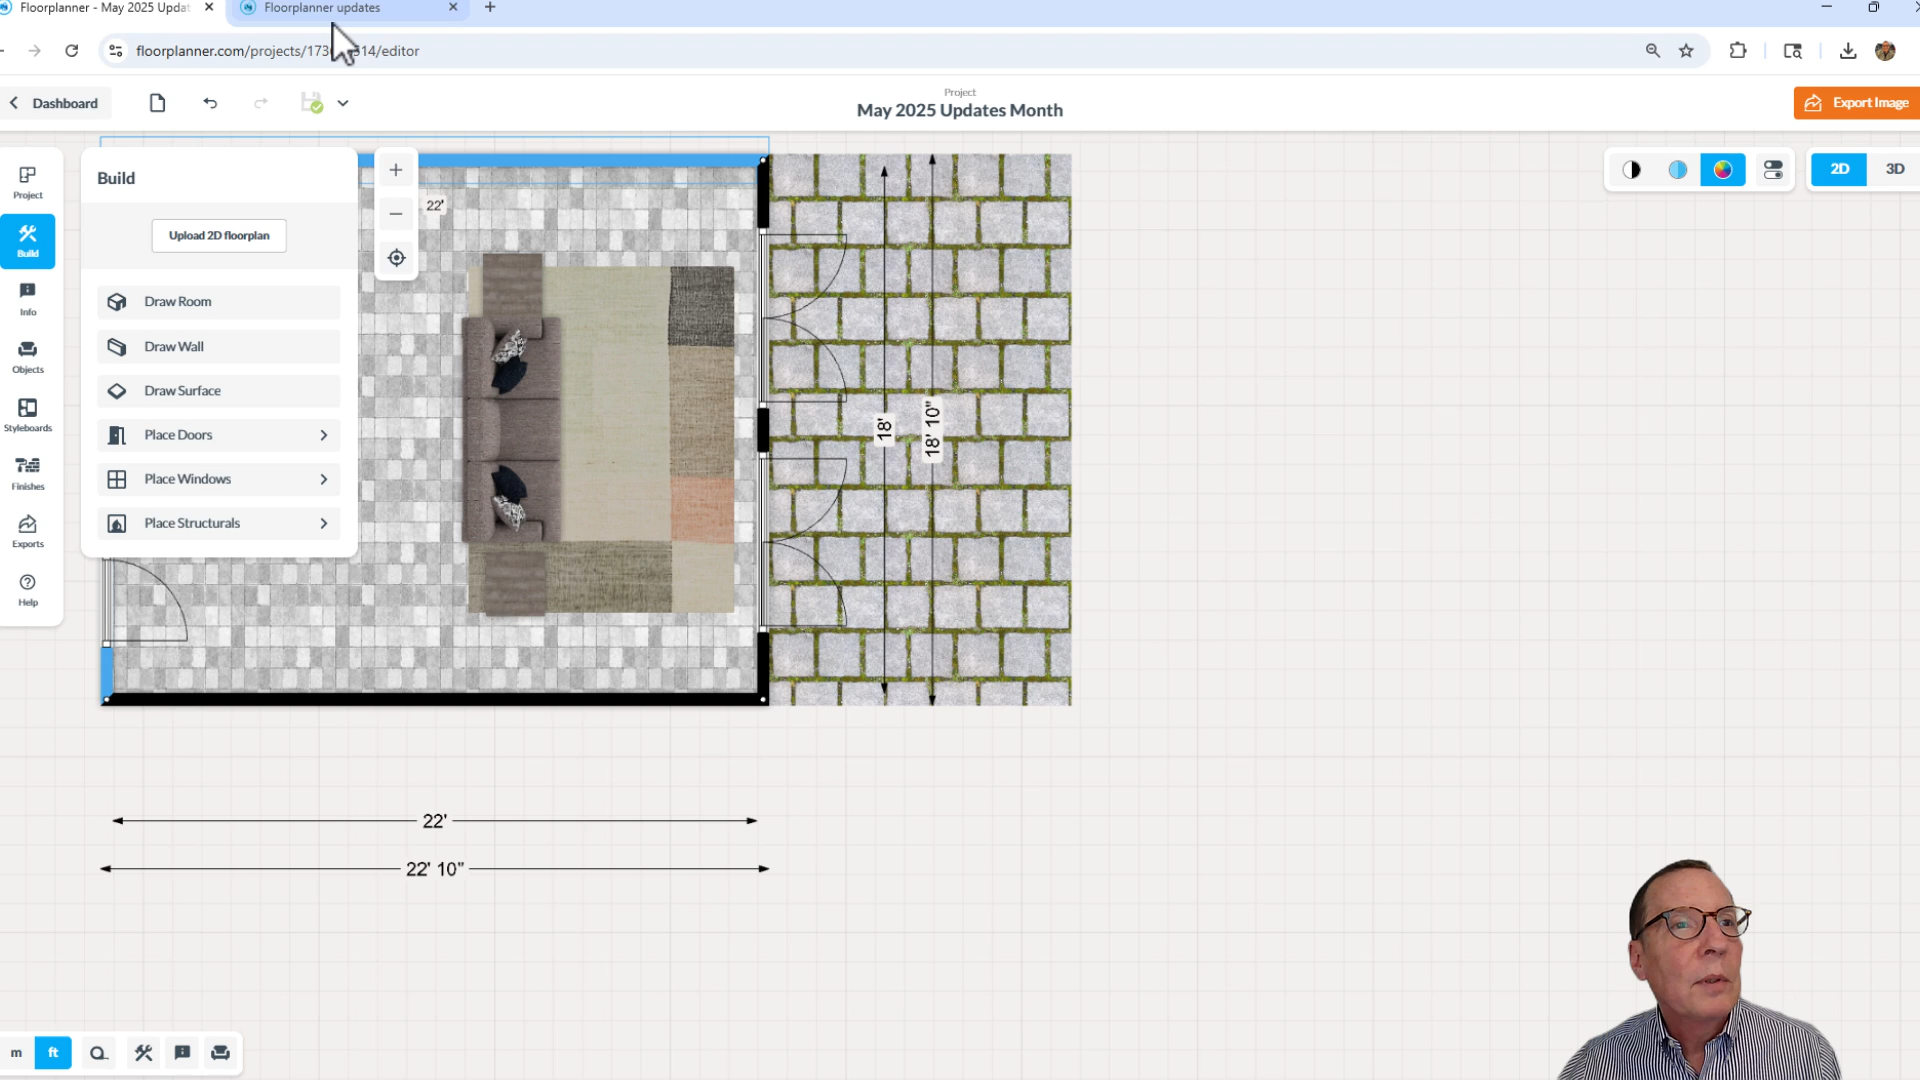 Floorplanner - May 2025 Updat
Floorplanner updates
floorplanner.com/projects/173 314/editor
Dashboard
Project
May 2025 Updates Month
Export Image
Project
Build
Info
Objects
Styleboards
Finishes
Exports
Help
Build
Upload 2D floorplan
Draw Room
Draw Wall
Draw Surface
Place Doors
Place Windows
Place Structurals
2D
3D
22'
18'
18' 10"
22'
22' 10"
m
ft